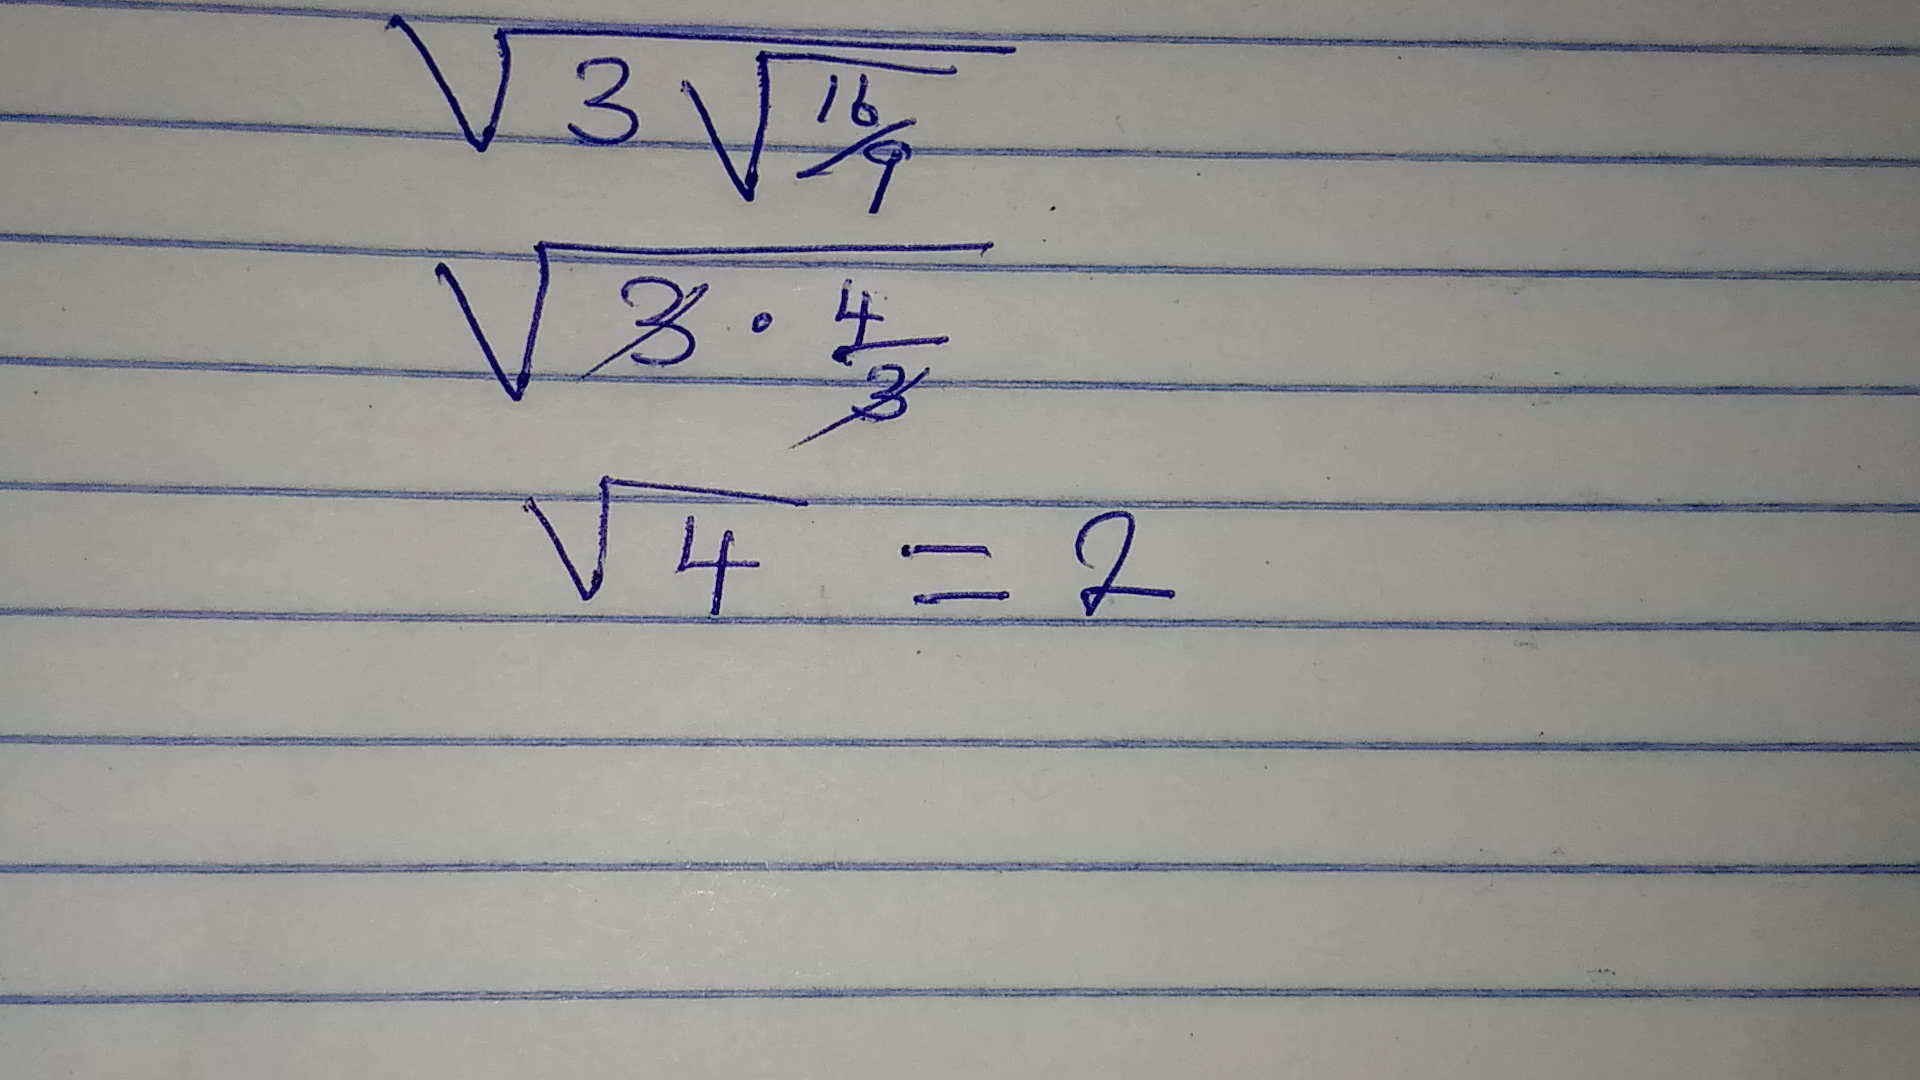 √(3√(16/9))
√(3 · 4/3)
√4 = 2